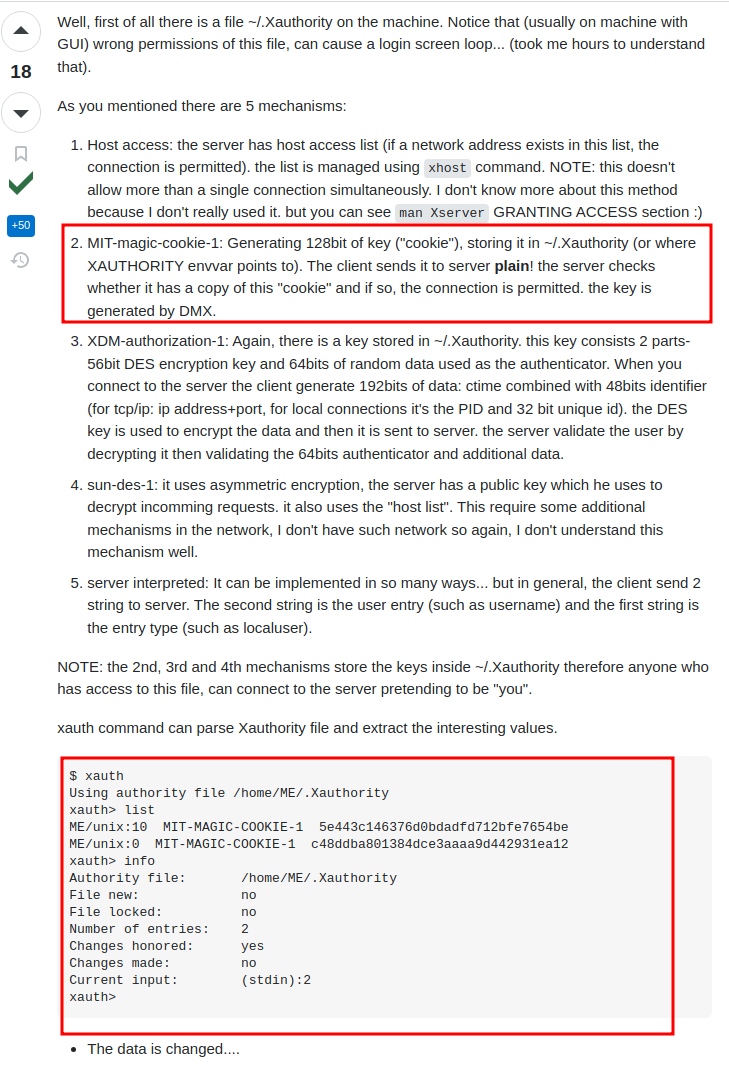 Well, first of all there is a file ~/.Xauthority on the machine. Notice that (usually on machine with
GUI) wrong permissions of this file, can cause a login screen loop... (took me hours to understand
that).
18
As you mentioned there are 5 mechanisms:
1. Host access: the server has host access list (if a network address exists in this list, the
connection is permitted). the list is managed using xhost command. NOTE: this doesn't
allow more than a single connection simultaneously. I don't know more about this method
because I don't really used it. but you can see man Xserver GRANTING ACCESS section :)
+50
2. MIT-magic-cookie-1: Generating 128bit of key ("cookie"), storing it in ~/.Xauthority (or where
XAUTHORITY envvar points to). The client sends it to server plain! the server checks
whether it has a copy of this "cookie" and if so, the connection is permitted. the key is
generated by DMX.
3. XDM-authorization-1: Again, there is a key stored in ~/.Xauthority. this key consists 2 parts-
56bit DES encryption key and 64bits of random data used as the authenticator. When you
connect to the server the client generate 192bits of data: ctime combined with 48bits identifier
(for tcp/ip: ip address+port, for local connections it's the PID and 32 bit unique id). the DES
key is used to encrypt the data and then it is sent to server. the server validate the user by
decrypting it then validating the 64bits authenticator and additional data.
4. sun-des-1: it uses asymmetric encryption, the server has a public key which he uses to
decrypt incomming requests. it also uses the "host list". This require some additional
mechanisms in the network, I don't have such network so again, I don't understand this
mechanism well.
5. server interpreted: It can be implemented in so many ways... but in general, the client send 2
string to server. The second string is the user entry (such as username) and the first string is
the entry type (such as localuser).
NOTE: the 2nd, 3rd and 4th mechanisms store the keys inside ~/.Xauthority therefore anyone who
has access to this file, can connect to the server pretending to be "you".
xauth command can parse Xauthority file and extract the interesting values.
$ xauth
Using authority file /home/ME/.Xauthority
xauth> list
ME/unix:10  MIT-MAGIC-COOKIE-1  5e443c146376d0bdadfd712bfe7654be
ME/unix:0  MIT-MAGIC-COOKIE-1  c48ddba801384dce3aaaa9d442931ea12
xauth> info
Authority file:       /home/ME/.Xauthority
File new:             no
File locked:          no
Number of entries:    2
Changes honored:      yes
Changes made:         no
Current input:        (stdin):2
xauth>
• The data is changed....